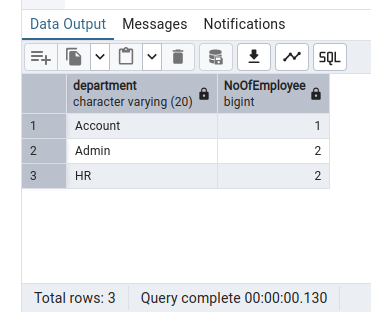 Data Output Messages Notifications
SQL
department NoOfEmployee
character varying (20) bigint
1 Account 1
2 Admin 2
3 HR 2
Total rows: 3 Query complete 00:00:00.130